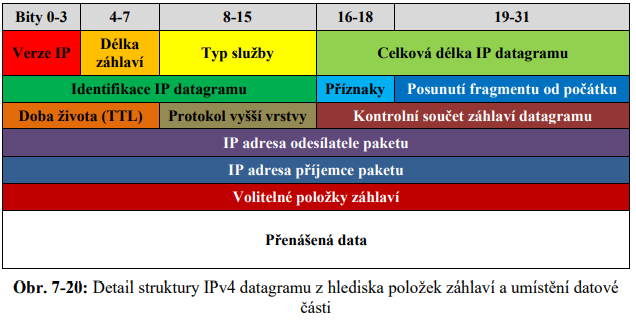 Bity 0-3 4-7 8-15 16-18 19-31
Verze IP Délka záhlaví Typ služby Celková délka IP datagramu
Identifikace IP datagramu Příznaky Posunutí fragmentu od počátku
Doba života (TTL) Protokol vyšší vrstvy Kontrolní součet záhlaví datagramu
IP adresa odesílatele paketu
IP adresa příjemce paketu
Volitelné položky záhlaví
Přenášená data
Obr. 7-20: Detail struktury IPv4 datagramu z hlediska položek záhlaví a umístění datové
části